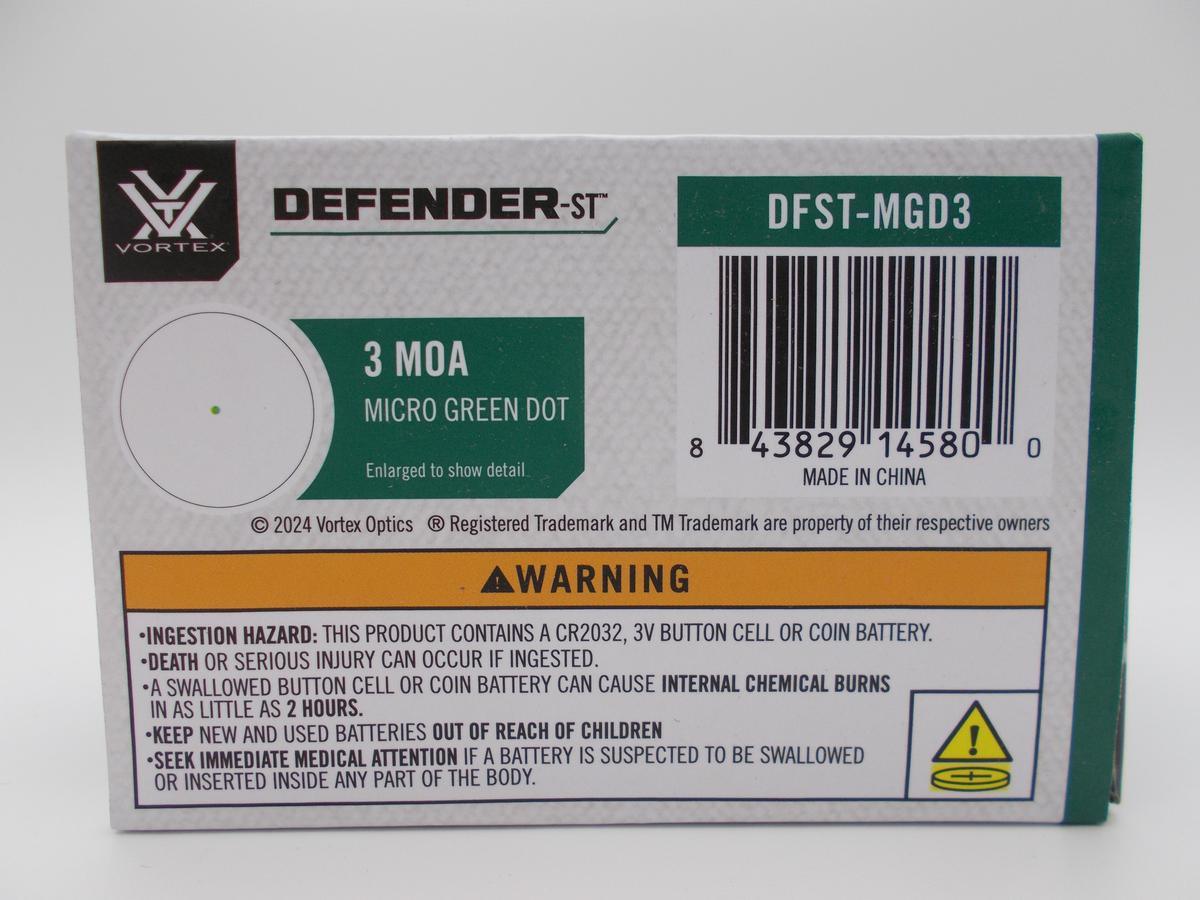 VORTEX
DEFENDER-ST™
DFST-MGD3
3 MOA
MICRO GREEN DOT
Enlarged to show detail
8 43829 14580 0
MADE IN CHINA
© 2024 Vortex Optics ® Registered Trademark and TM Trademark are property of their respective owners
⚠WARNING
•INGESTION HAZARD: THIS PRODUCT CONTAINS A CR2032, 3V BUTTON CELL OR COIN BATTERY.
•DEATH OR SERIOUS INJURY CAN OCCUR IF INGESTED.
•A SWALLOWED BUTTON CELL OR COIN BATTERY CAN CAUSE INTERNAL CHEMICAL BURNS
IN AS LITTLE AS 2 HOURS.
•KEEP NEW AND USED BATTERIES OUT OF REACH OF CHILDREN
•SEEK IMMEDIATE MEDICAL ATTENTION IF A BATTERY IS SUSPECTED TO BE SWALLOWED
OR INSERTED INSIDE ANY PART OF THE BODY.